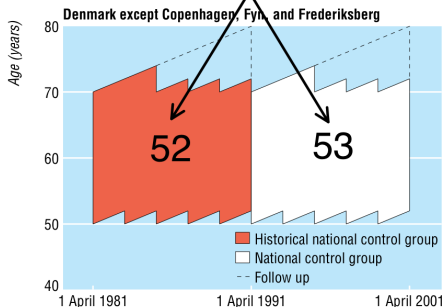 Denmark except Copenhagen, Fyn, and Frederiksberg
Age (years)
80
70
60
50
40
52
53
Historical national control group
National control group
Follow up
1 April 1981
1 April 1991
1 April 2001